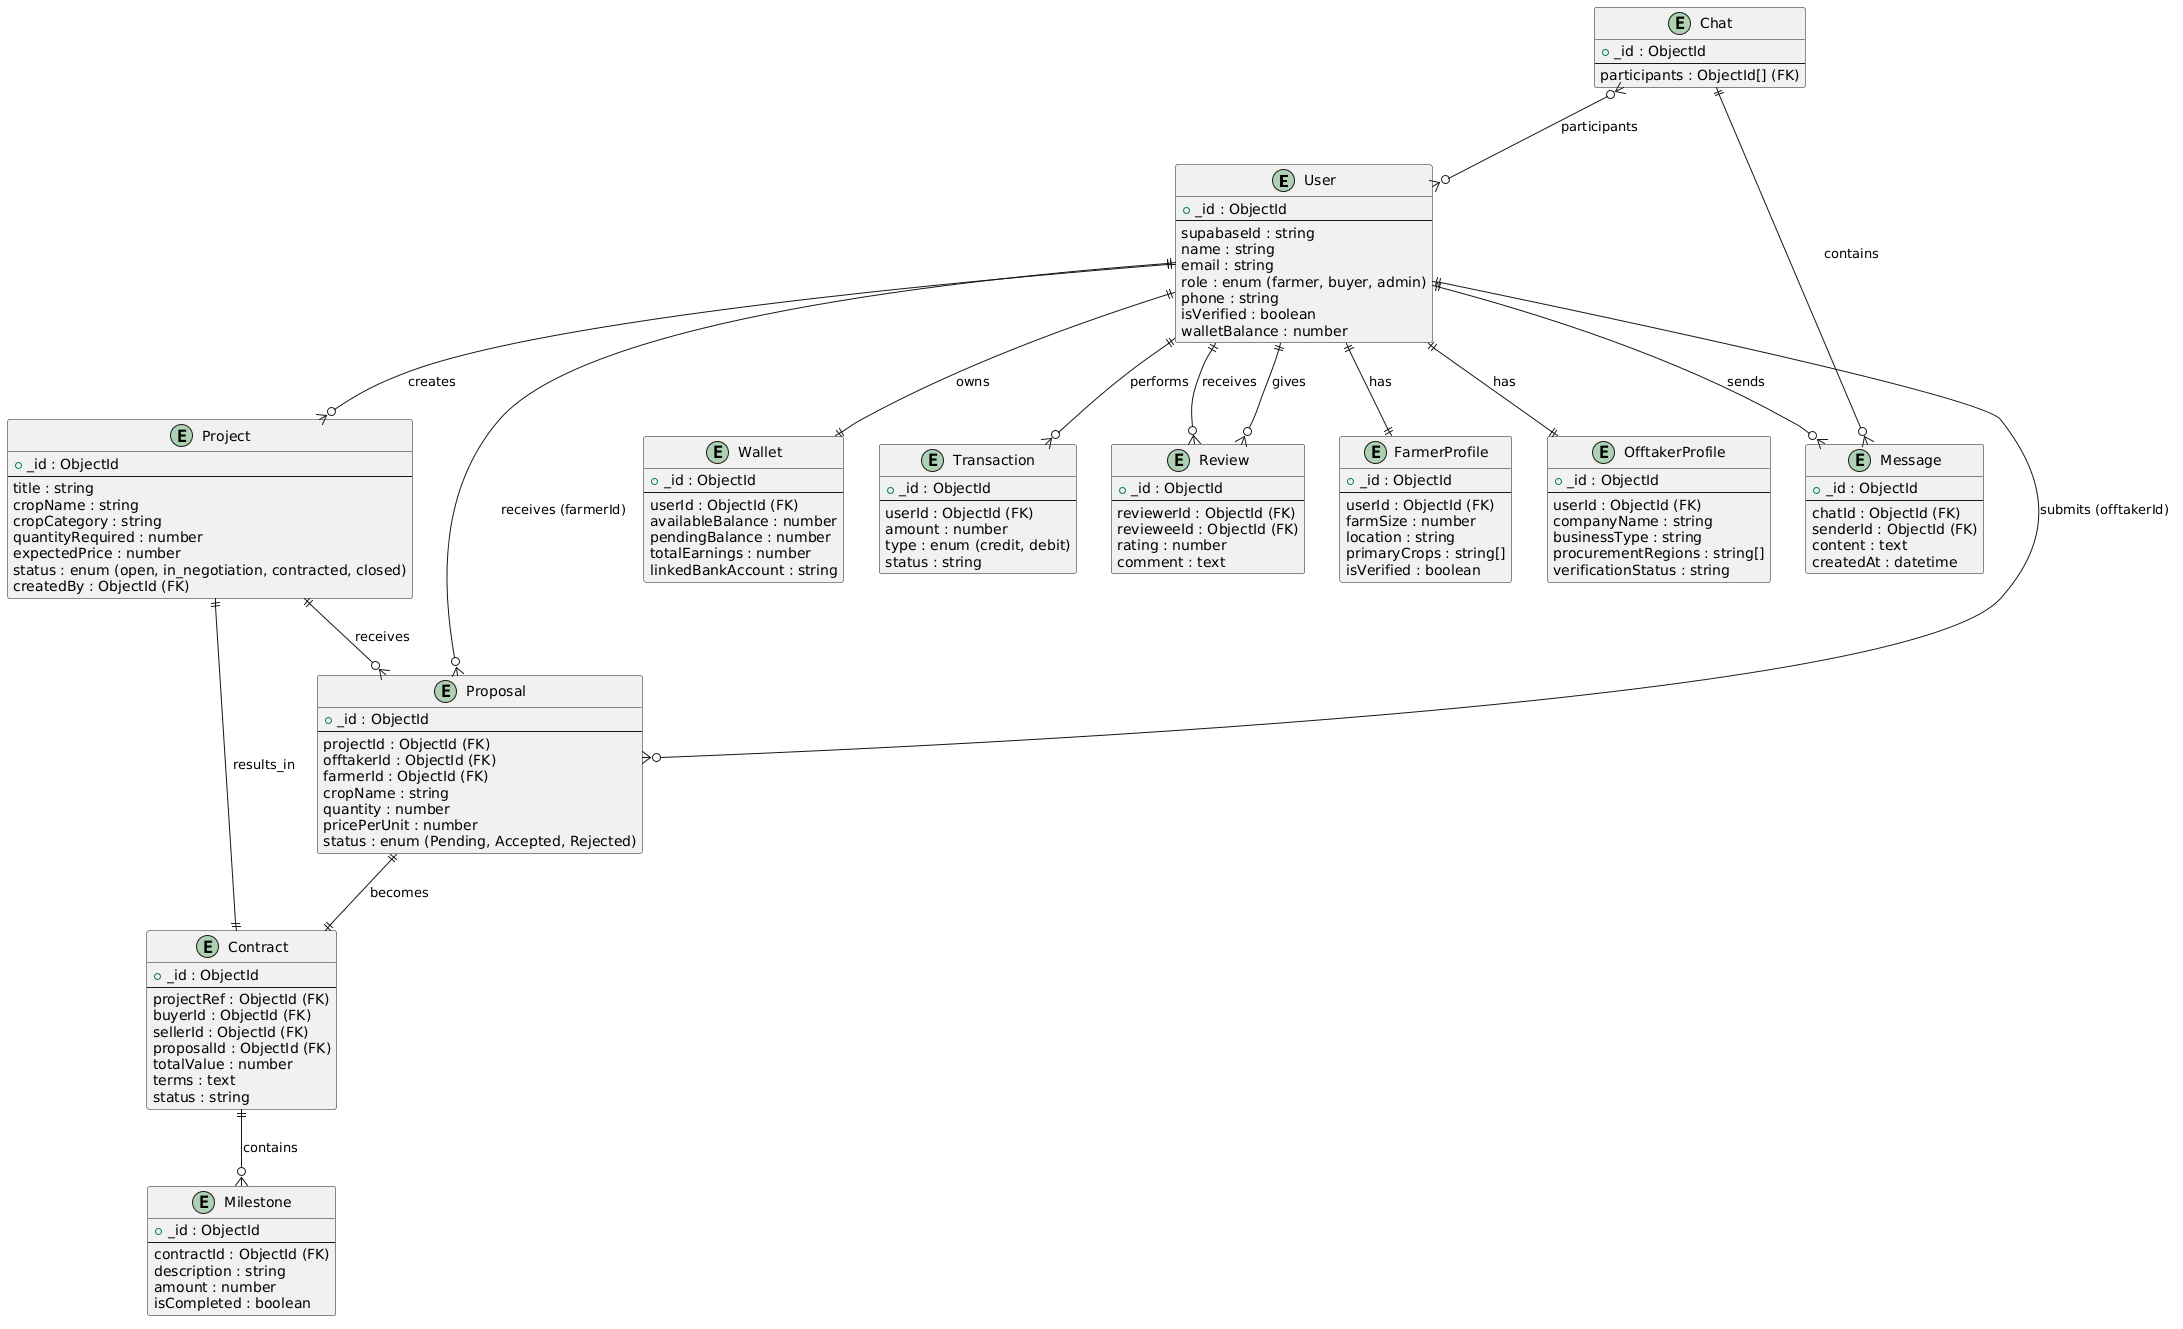 E Chat
_id : ObjectId
participants : ObjectId[] (FK)
participants
contains
E User
_id : ObjectId
supabaseId : string
name : string
email : string
role : enum (farmer, buyer, admin)
phone : string
isVerified : boolean
walletBalance : number
creates
owns
performs
receives
gives
has
has
sends
receives (farmerId)
submits (offtakerId)
E Project
_id : ObjectId
title : string
cropName : string
cropCategory : string
quantityRequired : number
expectedPrice : number
status : enum (open, in_negotiation, contracted, closed)
createdBy : ObjectId (FK)
E Wallet
_id : ObjectId
userId : ObjectId (FK)
availableBalance : number
pendingBalance : number
totalEarnings : number
linkedBankAccount : string
E Transaction
_id : ObjectId
userId : ObjectId (FK)
amount : number
type : enum (credit, debit)
status : string
E Review
_id : ObjectId
reviewerId : ObjectId (FK)
revieweeId : ObjectId (FK)
rating : number
comment : text
E FarmerProfile
_id : ObjectId
userId : ObjectId (FK)
farmSize : number
location : string
primaryCrops : string[]
isVerified : boolean
E OfftakerProfile
_id : ObjectId
userId : ObjectId (FK)
companyName : string
businessType : string
procurementRegions : string[]
verificationStatus : string
E Message
_id : ObjectId
chatId : ObjectId (FK)
senderId : ObjectId (FK)
content : text
createdAt : datetime
receives
results_in
E Proposal
_id : ObjectId
projectId : ObjectId (FK)
offtakerId : ObjectId (FK)
farmerId : ObjectId (FK)
cropName : string
quantity : number
pricePerUnit : number
status : enum (Pending, Accepted, Rejected)
becomes
E Contract
_id : ObjectId
projectRef : ObjectId (FK)
buyerId : ObjectId (FK)
sellerId : ObjectId (FK)
proposalId : ObjectId (FK)
totalValue : number
terms : text
status : string
contains
E Milestone
_id : ObjectId
contractId : ObjectId (FK)
description : string
amount : number
isCompleted : boolean